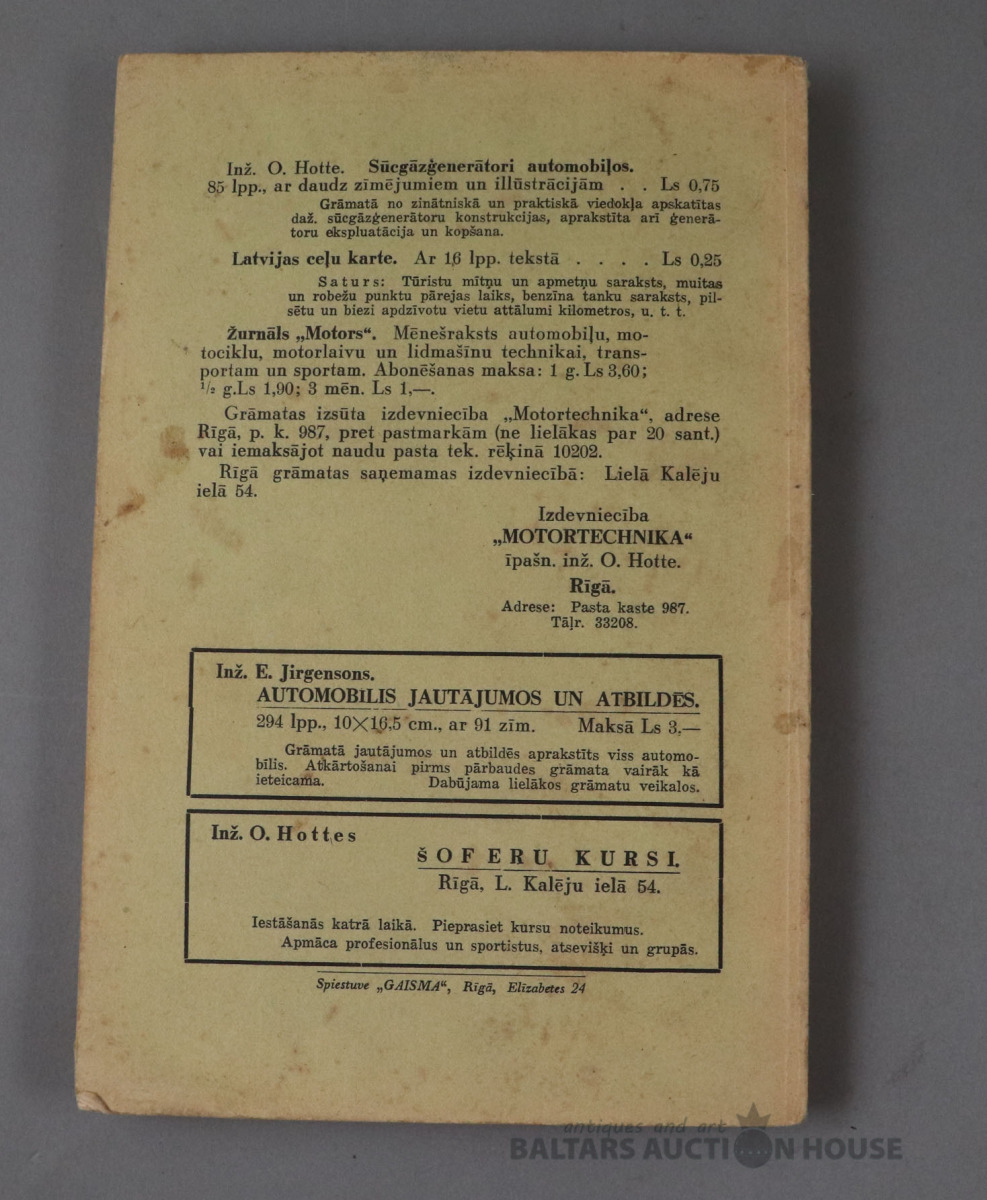 Inž. O. Hotte. Sūcgāzģenerātori automobiļos.
85 lpp., ar daudz zīmējumiem un illūstrācijām . . Ls 0,75
Grāmatā no zinātniskā un praktiskā viedokļa apskatītas
daž. sūcgāzģenerātoru konstrukcijas, aprakstīta arī ģenerā-
toru ekspluatācija un kopšana.
Latvijas ceļu karte. Ar 16 lpp. tekstā . . . . Ls 0,25
Saturs: Tūristu mītņu un apmetņu saraksts, muitas
un robežu punktu pārejas laiks, benzīna tanku saraksts, pil-
sētu un biezi apdzīvotu vietu attālumi kilometros, u. t. t.
Žurnāls „Motors“. Mēnešraksts automobiļu, mo-
tociklu, motorlaivu un lidmašīnu technikai, trans-
portam un sportam. Abonēšanas maksa: 1 g. Ls 3,60;
½ g.Ls 1,90; 3 mēn. Ls 1,—.
Grāmatas izsūta izdevniecība „Motortechnika“, adrese
Rīgā, p. k. 987, pret pastmarkām (ne lielākas par 20 sant.)
vai iemaksājot naudu pasta tek. rēķinā 10202.
Rīgā grāmatas saņemamas izdevniecībā: Lielā Kalēju
ielā 54.
Izdevniecība
„MOTORTECHNIKA“
īpašn. inž. O. Hotte.
Rīgā.
Adrese: Pasta kaste 987.
Tāļr. 33208.
Inž. E. Jirgensons.
AUTOMOBILIS JAUTĀJUMOS UN ATBILDĒS.
294 lpp., 10×16,5 cm., ar 91 zīm. Maksā Ls 3,—
Grāmatā jautājumos un atbildēs aprakstīts viss automo-
bilis. Atkārtošanai pirms pārbaudes grāmata vairāk kā
ieteicama. Dabūjama lielākos grāmatu veikalos.
Inž. O. Hottes
ŠOFERU KURSI.
Rīgā, L. Kalēju ielā 54.
Iestāšanās katrā laikā. Pieprasiet kursu noteikumus.
Apmāca profesionālus un sportistus, atsevišķi un grupās.
Spiestuve „GAISMA“, Rīgā, Elizabetes 24
antiques and art
BALTARS AUCTION HOUSE